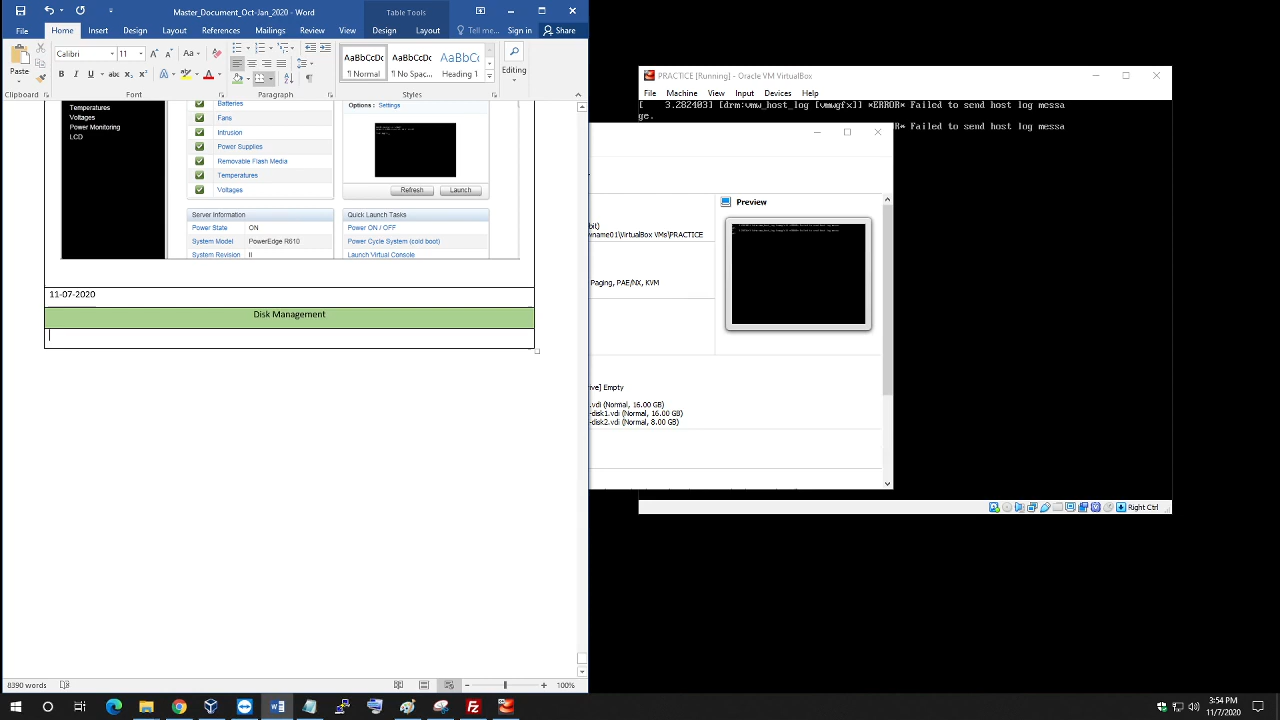 Master_Document_Oct-Jan_2020 - Word
Table Tools
File
Home
Insert
Design
Layout
References
Mailings
Review
View
Design
Layout
Tell me...
Sign in
Share
Paste
Calibri
11
AaBbCcDc
AaBbCcDc
AaBbCc
¶ Normal
¶ No Spac...
Heading 1
Editing
Clipboard
Font
Paragraph
Styles
Temperatures
Voltages
Power Monitoring
LCD
Batteries
Fans
Intrusion
Power Supplies
Removable Flash Media
Temperatures
Voltages
Options :
Settings
Refresh
Launch
Server Information
Power State
ON
System Model
PowerEdge R610
System Revision
II
Quick Launch Tasks
Power ON / OFF
Power Cycle System (cold boot)
Launch Virtual Console
11-07-2020
Disk Management
8390 words
100%
PRACTICE [Running] - Oracle VM VirtualBox
File
Machine
View
Input
Devices
Help
[    3.282403] [drm:vmw_host_log [vmwgfx]] *ERROR* Failed to send host log messa
ge.
R* Failed to send host log messa
Preview
bit)
wname01\VirtualBox VMs\PRACTICE
Paging, PAE/NX, KVM
ive] Empty
.vdi (Normal, 16.00 GB)
-disk1.vdi (Normal, 16.00 GB)
-disk2.vdi (Normal, 8.00 GB)
Right Ctrl
3:54 PM
11/7/2020